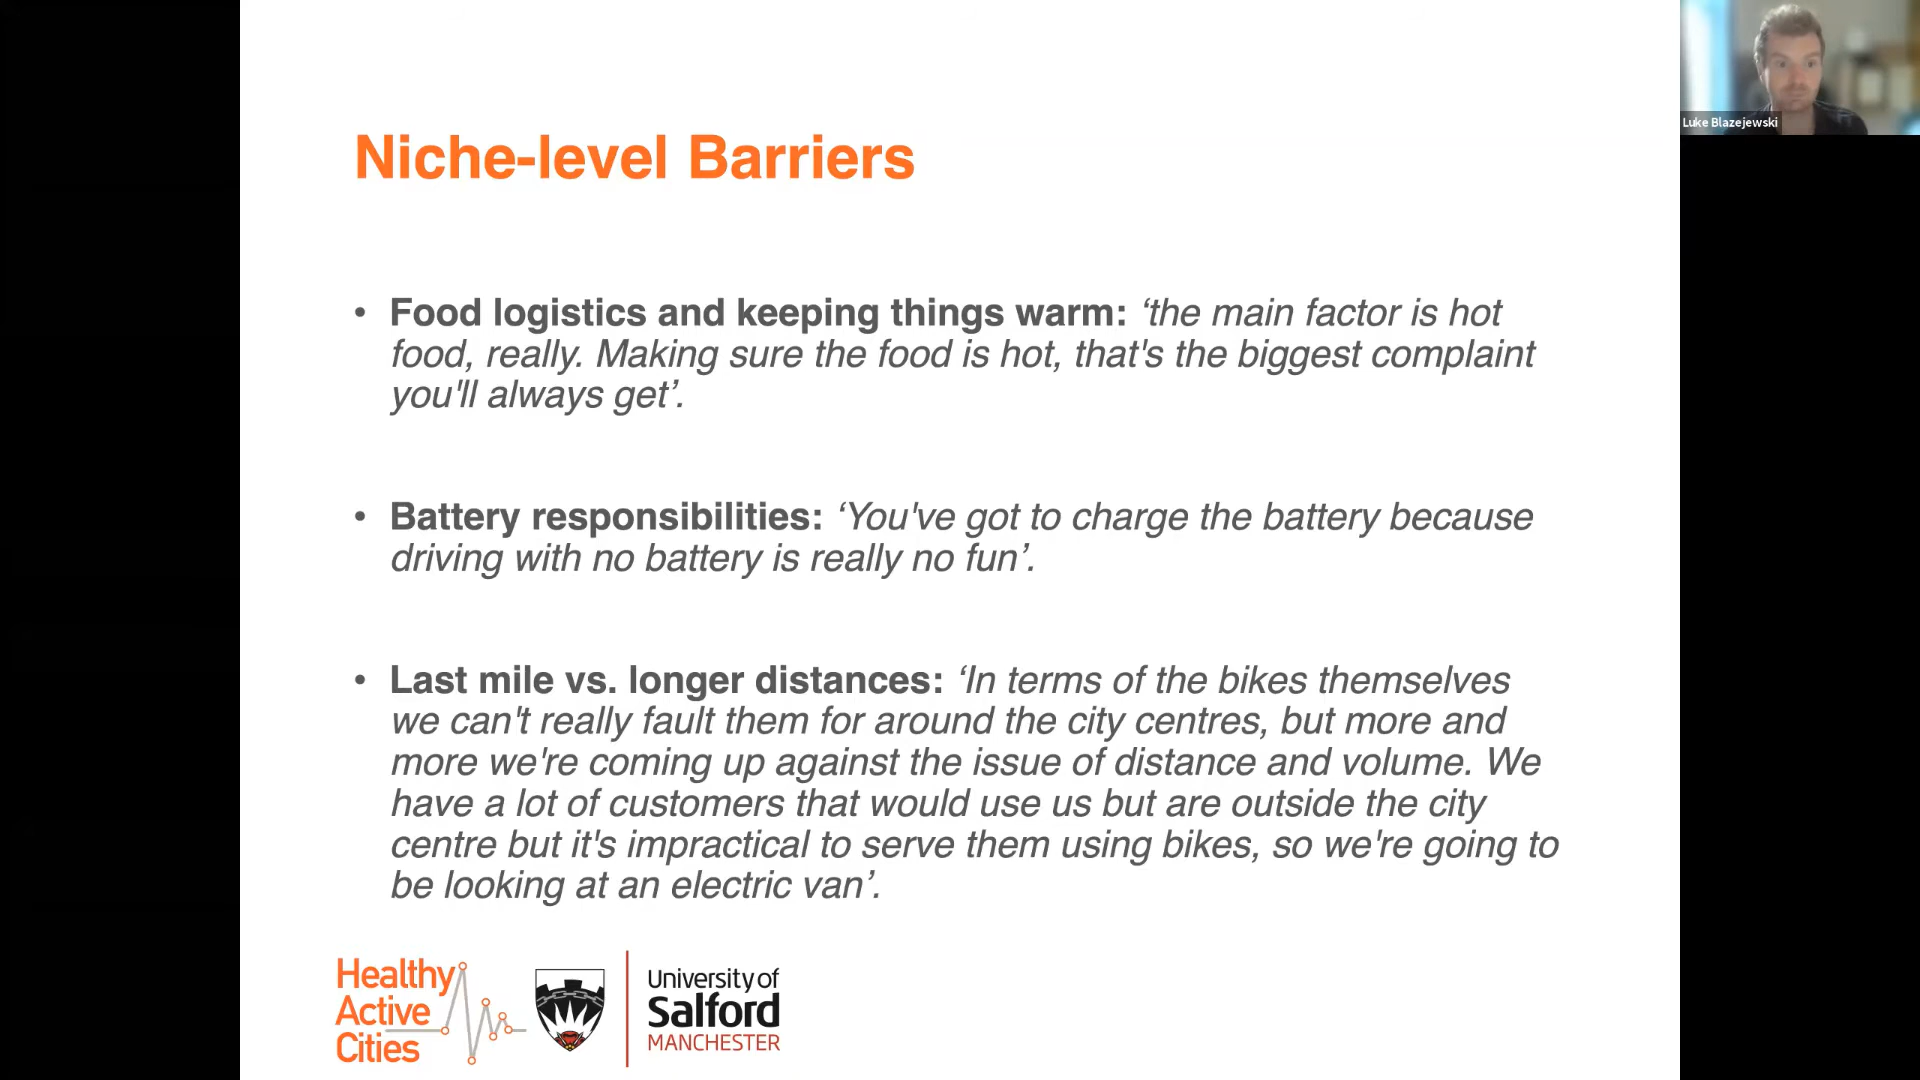 Niche-level Barriers
• Food logistics and keeping things warm: ‘the main factor is hot
food, really. Making sure the food is hot, that's the biggest complaint
you'll always get’.
• Battery responsibilities: ‘You've got to charge the battery because
driving with no battery is really no fun’.
• Last mile vs. longer distances: ‘In terms of the bikes themselves
we can't really fault them for around the city centres, but more and
more we're coming up against the issue of distance and volume. We
have a lot of customers that would use us but are outside the city
centre but it's impractical to serve them using bikes, so we're going to
be looking at an electric van’.
Healthy
Active
Cities
University of
Salford
MANCHESTER
Luke Blazejewski